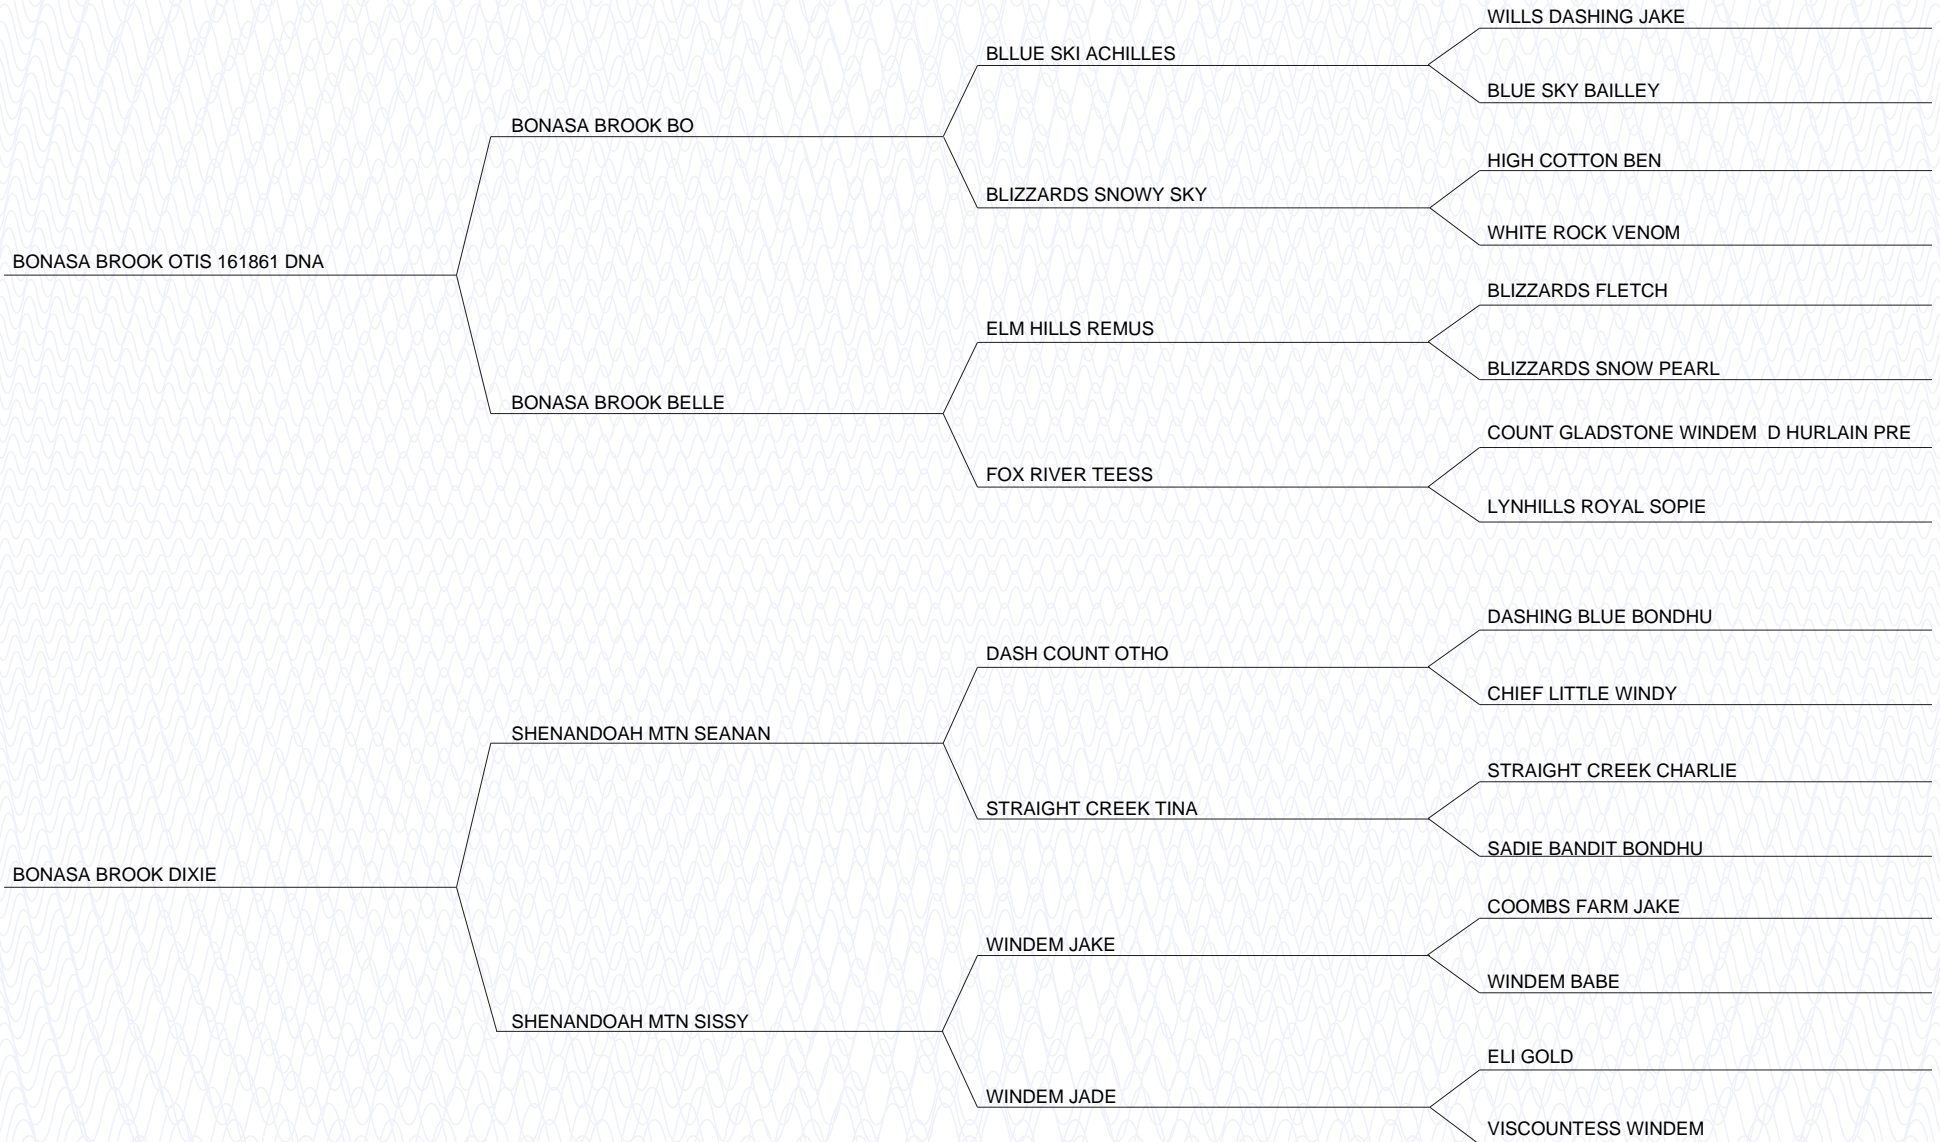 WILLS DASHING JAKE
BLLUE SKI ACHILLES
BLUE SKY BAILLEY
BONASA BROOK BO
HIGH COTTON BEN
BLIZZARDS SNOWY SKY
WHITE ROCK VENOM
BONASA BROOK OTIS 161861 DNA
BLIZZARDS FLETCH
ELM HILLS REMUS
BLIZZARDS SNOW PEARL
BONASA BROOK BELLE
COUNT GLADSTONE WINDEM  D HURLAIN PRE
FOX RIVER TEESS
LYNHILLS ROYAL SOPIE
DASHING BLUE BONDHU
DASH COUNT OTHO
CHIEF LITTLE WINDY
SHENANDOAH MTN SEANAN
STRAIGHT CREEK CHARLIE
STRAIGHT CREEK TINA
SADIE BANDIT BONDHU
BONASA BROOK DIXIE
COOMBS FARM JAKE
WINDEM JAKE
WINDEM BABE
SHENANDOAH MTN SISSY
ELI GOLD
WINDEM JADE
VISCOUNTESS WINDEM